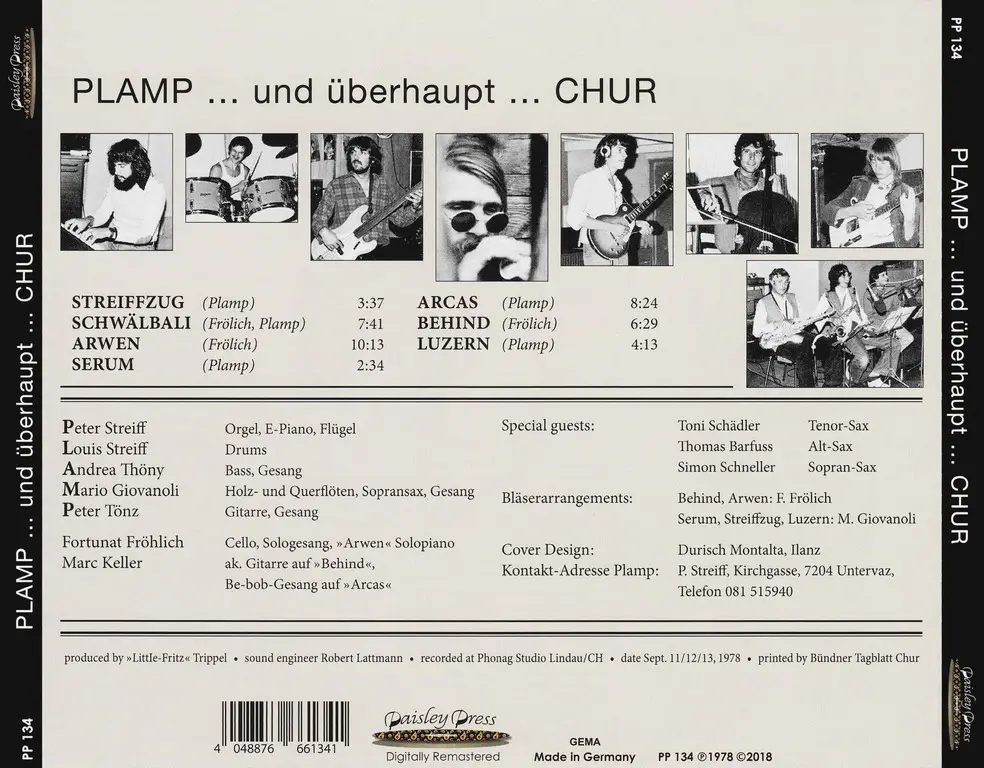 PLAMP ... und überhaupt ... CHUR
STREIFFZUG (Plamp) 3:37
SCHWÄLBALI (Frölich, Plamp) 7:41
ARWEN (Frölich) 10:13
SERUM (Plamp) 2:34
ARCAS (Plamp) 8:24
BEHIND (Frölich) 6:29
LUZERN (Plamp) 4:13
Peter Streiff Orgel, E-Piano, Flügel
Louis Streiff Drums
Andrea Thöny Bass, Gesang
Mario Giovanoli Holz- und Querflöten, Sopransax, Gesang
Peter Tönz Gitarre, Gesang
Fortunat Fröhlich Cello, Sologesang, »Arwen« Solopiano
Marc Keller ak. Gitarre auf »Behind«,
Be-bob-Gesang auf »Arcas«
Special guests: Toni Schädler Tenor-Sax
Thomas Barfuss Alt-Sax
Simon Schneller Sopran-Sax
Bläserarrangements: Behind, Arwen: F. Frölich
Serum, Streiffzug, Luzern: M. Giovanoli
Cover Design: Durisch Montalta, Ilanz
Kontakt-Adresse Plamp: P. Streiff, Kirchgasse, 7204 Untervaz,
Telefon 081 515940
produced by »Little-Fritz« Trippel • sound engineer Robert Lattmann • recorded at Phonag Studio Lindau/CH • date Sept. 11/12/13, 1978 • printed by Bündner Tagblatt Chur
4 048876 661341
Paisley Press
Digitally Remastered
GEMA
Made in Germany PP 134 ℗1978 ©2018
Paisley Press
PLAMP ... und überhaupt ... CHUR
PP 134
PP 134
PLAMP ... und überhaupt ... CHUR
Paisley Press